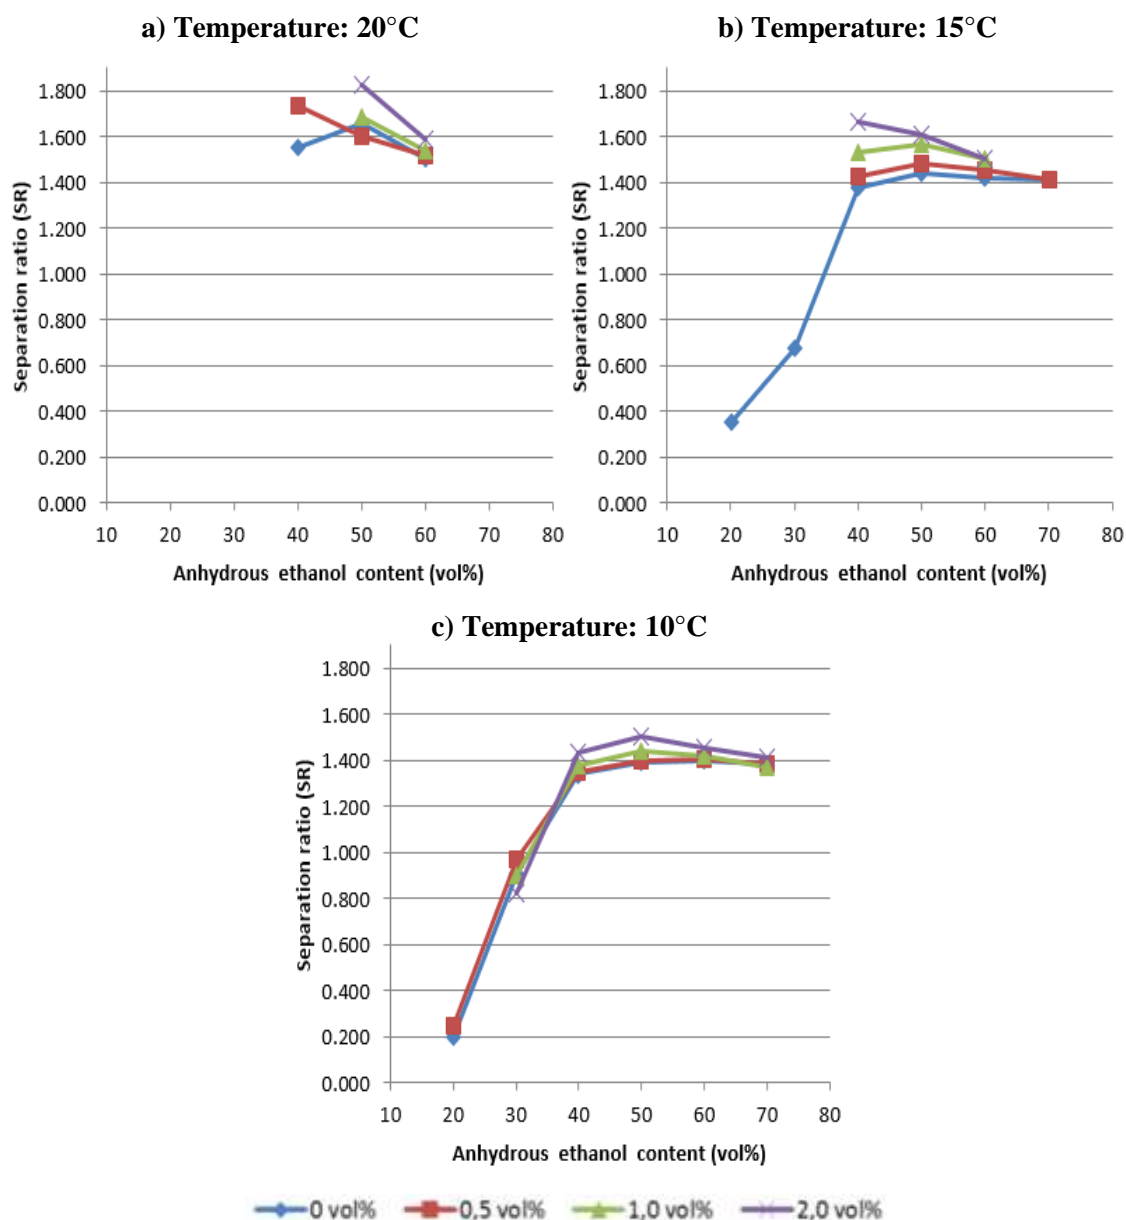 a) Temperature: 20°C
b) Temperature: 15°C
Separation ratio (SR)
1.800
1.600
1.400
1.200
1.000
0.800
0.600
0.400
0.200
0.000
10 20 30 40 50 60 70 80
Anhydrous ethanol content (vol%)
Separation ratio (SR)
1.800
1.600
1.400
1.200
1.000
0.800
0.600
0.400
0.200
0.000
10 20 30 40 50 60 70 80
Anhydrous ethanol content (vol%)
c) Temperature: 10°C
Separation ratio (SR)
1.800
1.600
1.400
1.200
1.000
0.800
0.600
0.400
0.200
0.000
10 20 30 40 50 60 70 80
Anhydrous ethanol content (vol%)
0 vol% 0,5 vol% 1,0 vol% 2,0 vol%